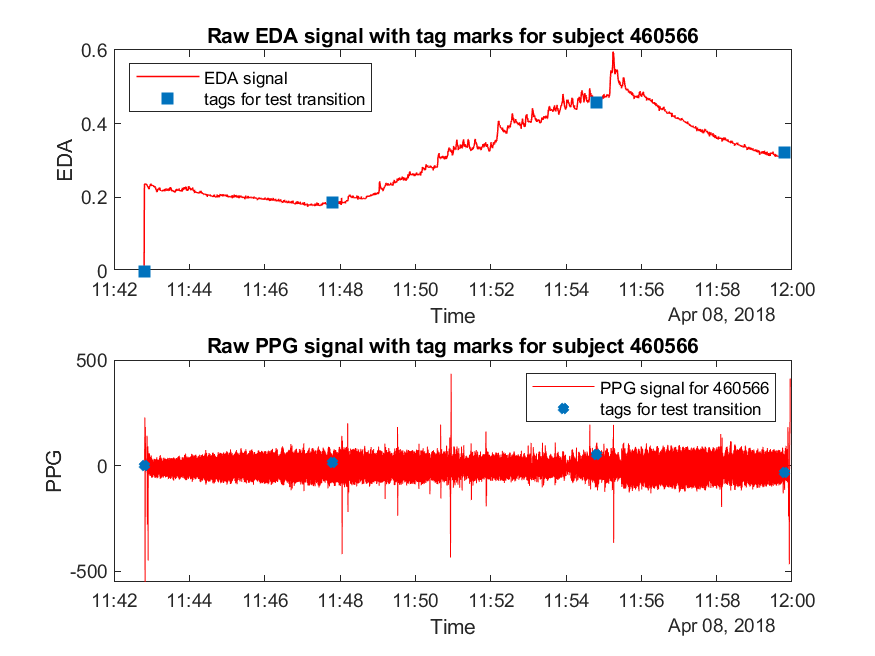 Raw EDA signal with tag marks for subject 460566
EDA signal
tags for test transition
0.6
0.4
0.2
0
EDA
11:42 11:44 11:46 11:48 11:50 11:52 11:54 11:56 11:58 12:00
Time
Apr 08, 2018
Raw PPG signal with tag marks for subject 460566
PPG signal for 460566
tags for test transition
500
0
-500
PPG
11:42 11:44 11:46 11:48 11:50 11:52 11:54 11:56 11:58 12:00
Time
Apr 08, 2018